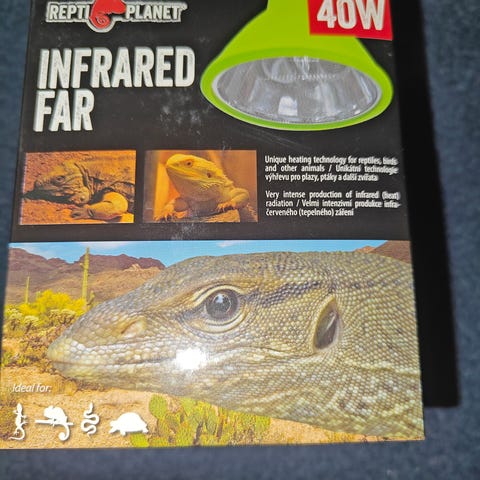 REPTI PLANET
40W
INFRARED
FAR
Unique heating technology for reptiles, birds
and other animals / Unikátní technologie
výhřevu pro plazy, ptáky a další zvířata
Very intense production of infrared (heat)
radiation / Velmi intenzivní produkce infra-
červeného (tepelného) záření
Ideal for: